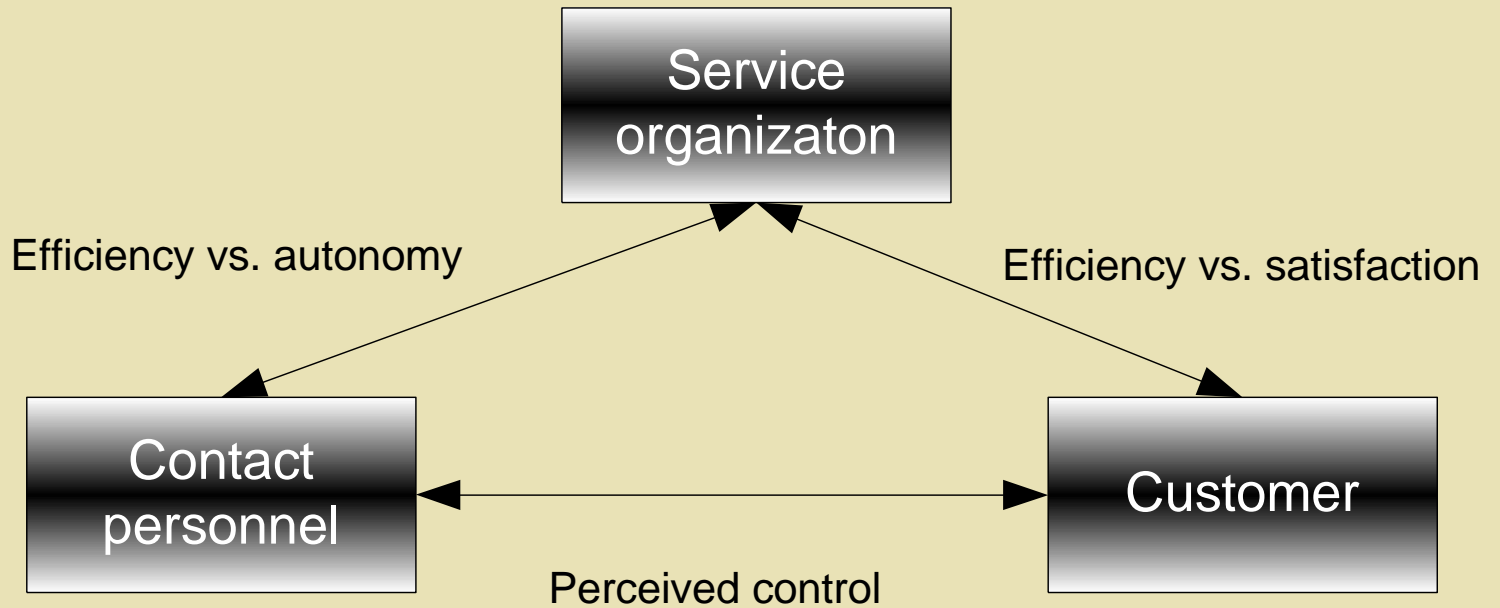 Service
organizaton
Efficiency vs. autonomy
Efficiency vs. satisfaction
Contact
personnel
Customer
Perceived control